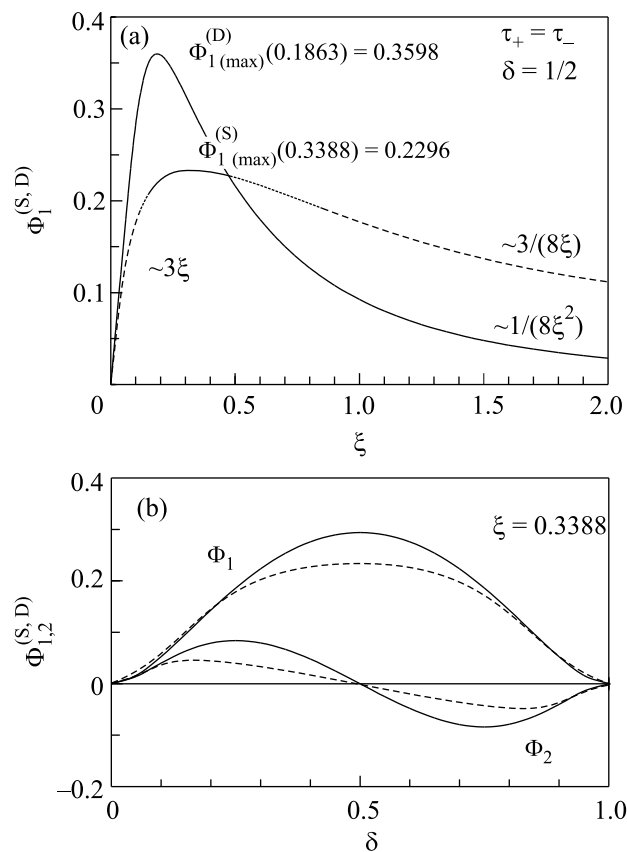 0.4
(a)
Φ₁ ₍ₘₐₓ₎^(D)(0.1863) = 0.3598
τ₊ = τ₋
δ = 1/2
0.3
Φ₁ ₍ₘₐₓ₎^(S)(0.3388) = 0.2296
Φ₁^(S, D)
0.2
~3/(8ξ)
~3ξ
0.1
~1/(8ξ²)
0 0.5 1.0 1.5 2.0
ξ
0.4
(b)
ξ = 0.3388
Φ₁
0.2
Φ₁,₂^(S, D)
0
Φ₂
–0.2
0 0.5 1.0
δ